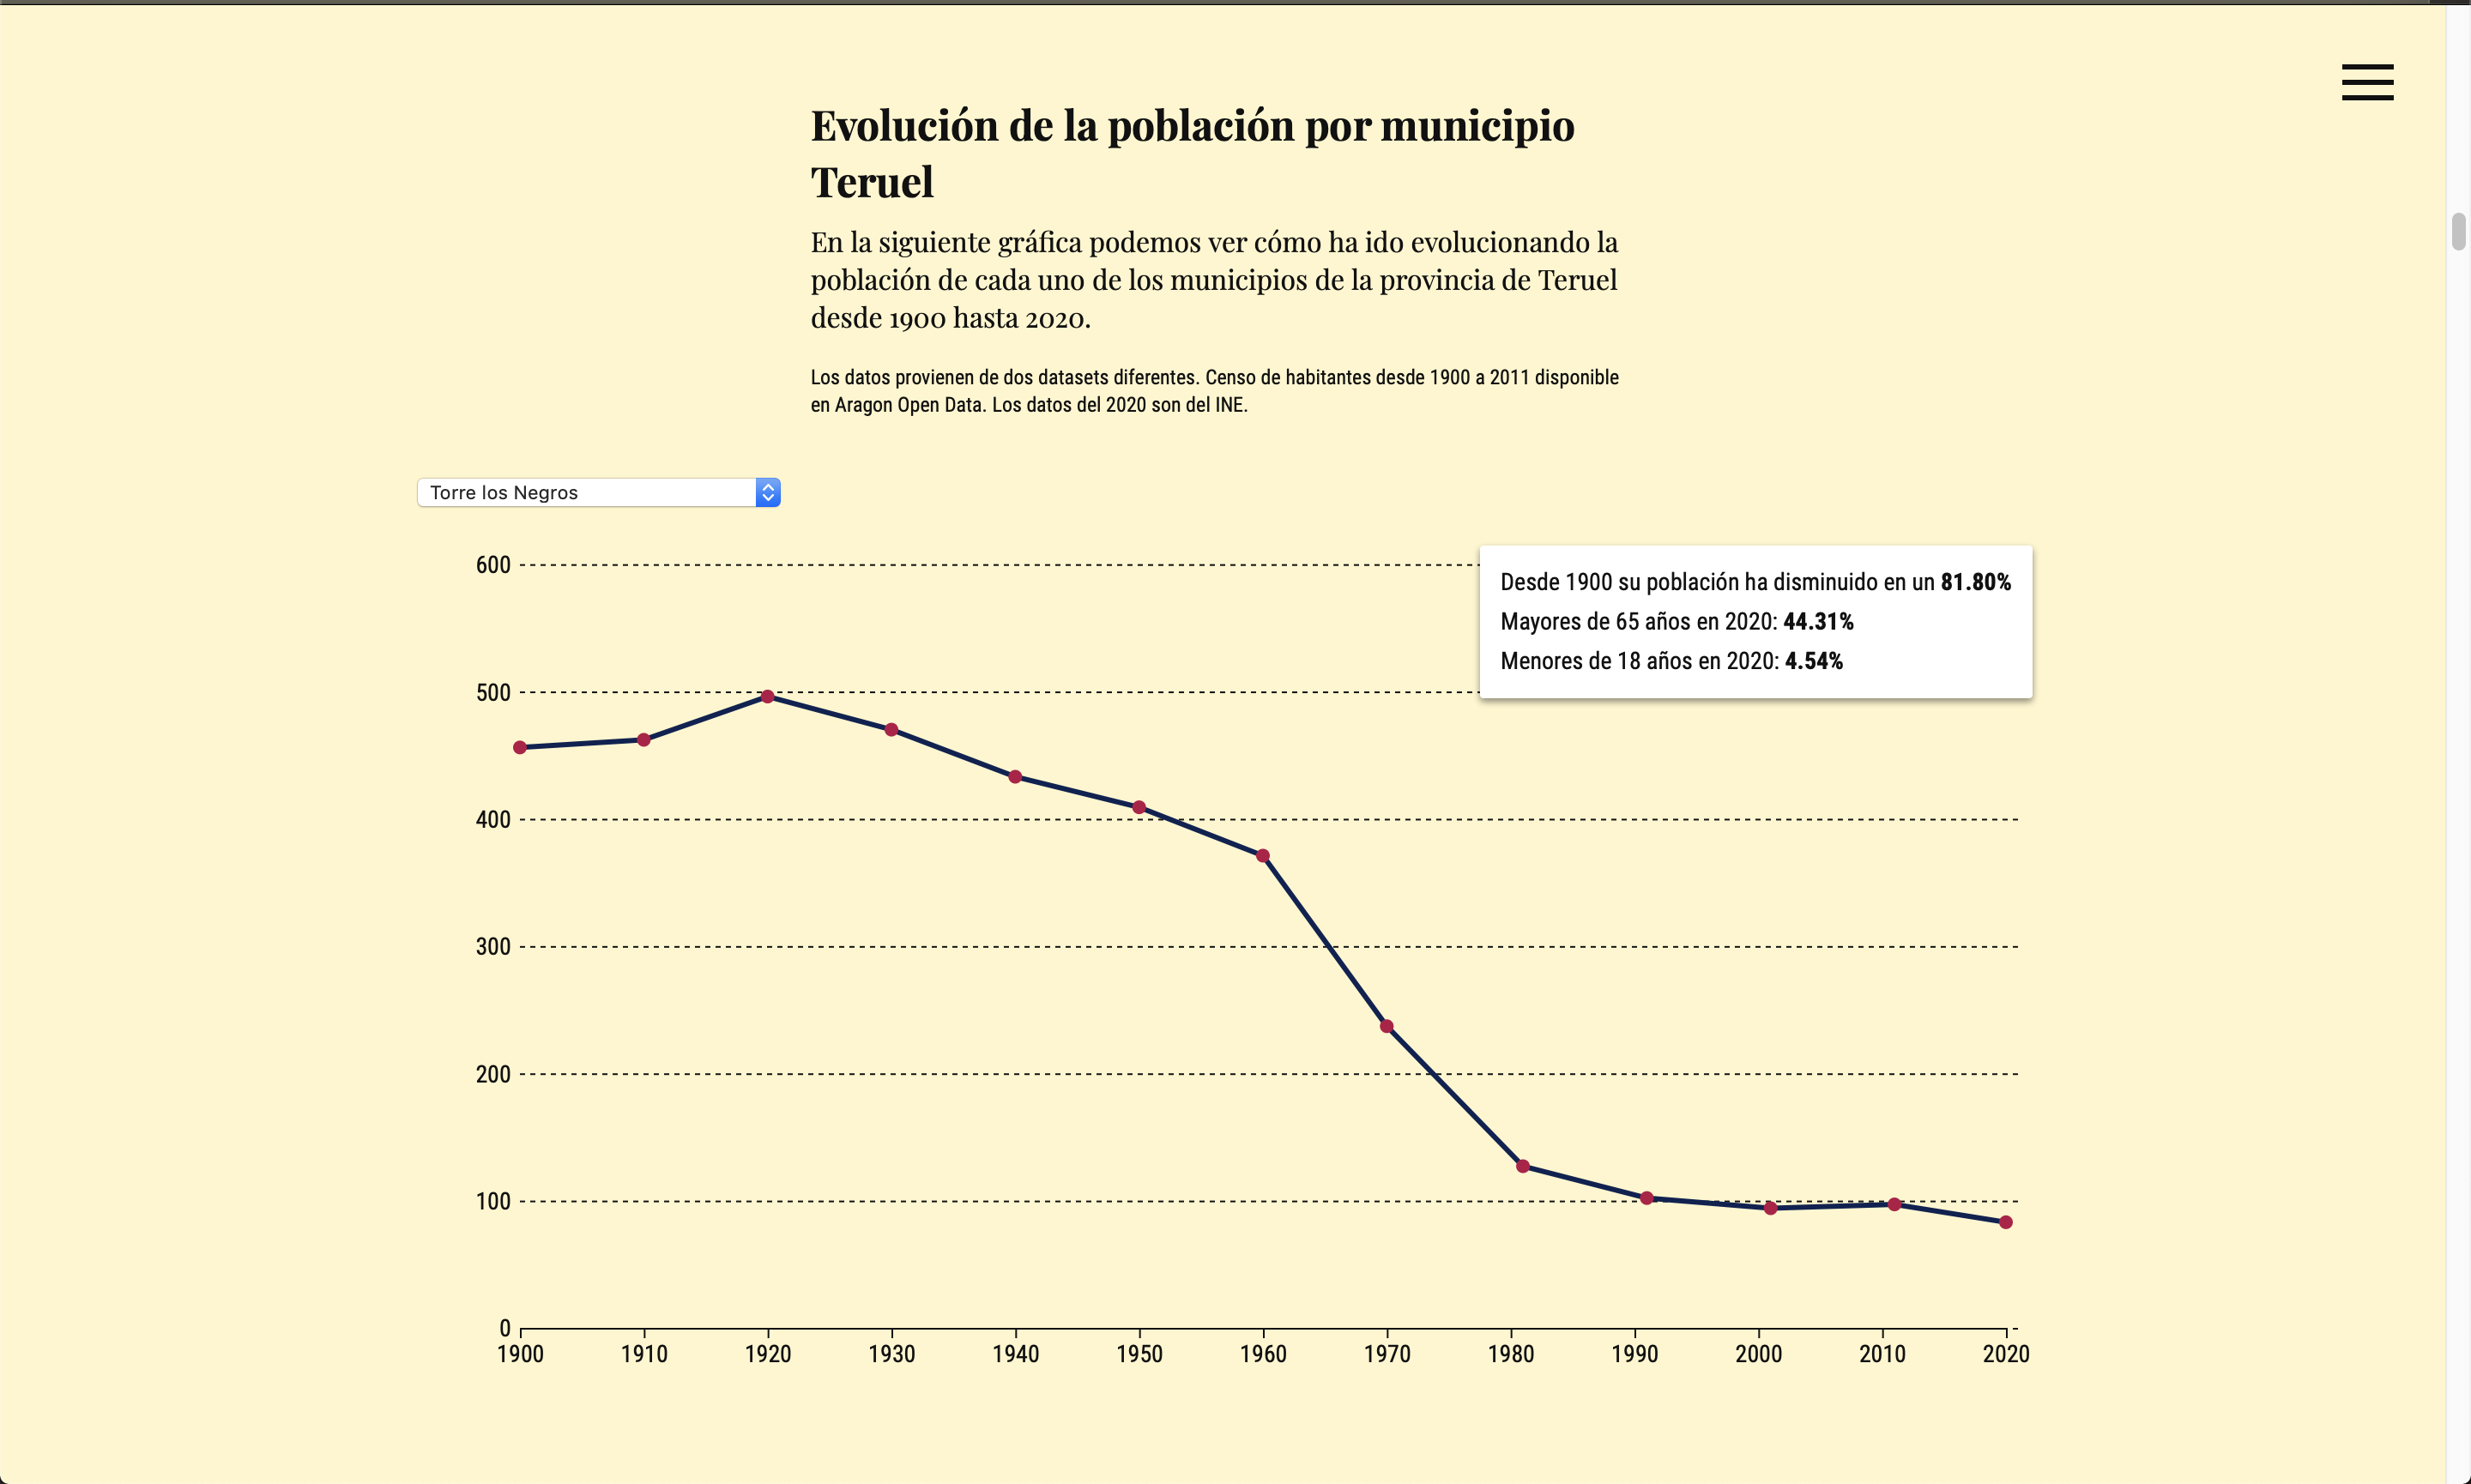 Evolución de la población por municipio
Teruel
En la siguiente gráfica podemos ver cómo ha ido evolucionando la
población de cada uno de los municipios de la provincia de Teruel
desde 1900 hasta 2020.
Los datos provienen de dos datasets diferentes. Censo de habitantes desde 1900 a 2011 disponible
en Aragon Open Data. Los datos del 2020 son del INE.
Torre los Negros
Desde 1900 su población ha disminuido en un 81.80%
Mayores de 65 años en 2020: 44.31%
Menores de 18 años en 2020: 4.54%
600
500
400
300
200
100
0
1900 1910 1920 1930 1940 1950 1960 1970 1980 1990 2000 2010 2020